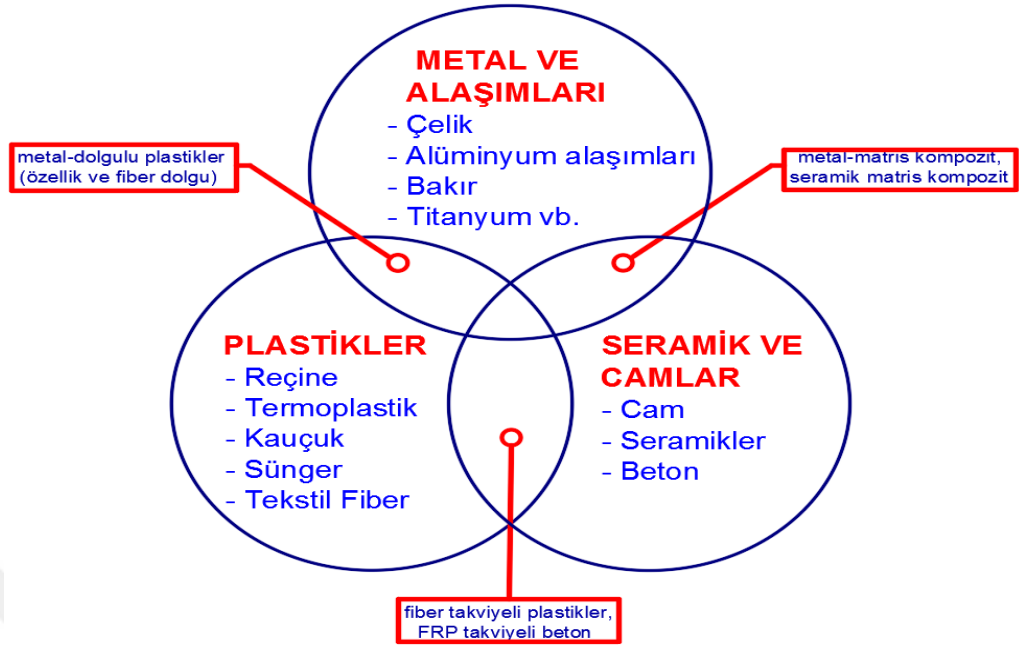 METAL VE
ALAŞIMLARI
- Çelik
- Alüminyum alaşımları
- Bakır
- Titanyum vb.
metal-dolgulu plastikler
(özellik ve fiber dolgu)
metal-matris kompozit,
seramik matris kompozit
PLASTİKLER
- Reçine
- Termoplastik
- Kauçuk
- Sünger
- Tekstil Fiber
SERAMİK VE
CAMLAR
- Cam
- Seramikler
- Beton
fiber takviyeli plastikler,
FRP takviyeli beton